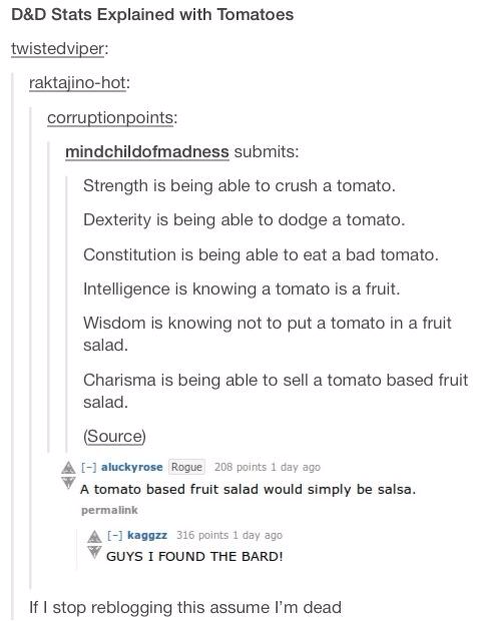 D&D Stats Explained with Tomatoes
twistedviper:
raktajino-hot:
corruptionpoints:
mindchildofmadness submits:
Strength is being able to crush a tomato.
Dexterity is being able to dodge a tomato.
Constitution is being able to eat a bad tomato.
Intelligence is knowing a tomato is a fruit.
Wisdom is knowing not to put a tomato in a fruit
salad.
Charisma is being able to sell a tomato based fruit
salad.
(Source)
[-] aluckyrose Rogue 208 points 1 day ago
A tomato based fruit salad would simply be salsa.
permalink
[-] kaggzz 316 points 1 day ago
GUYS I FOUND THE BARD!
If I stop reblogging this assume I'm dead